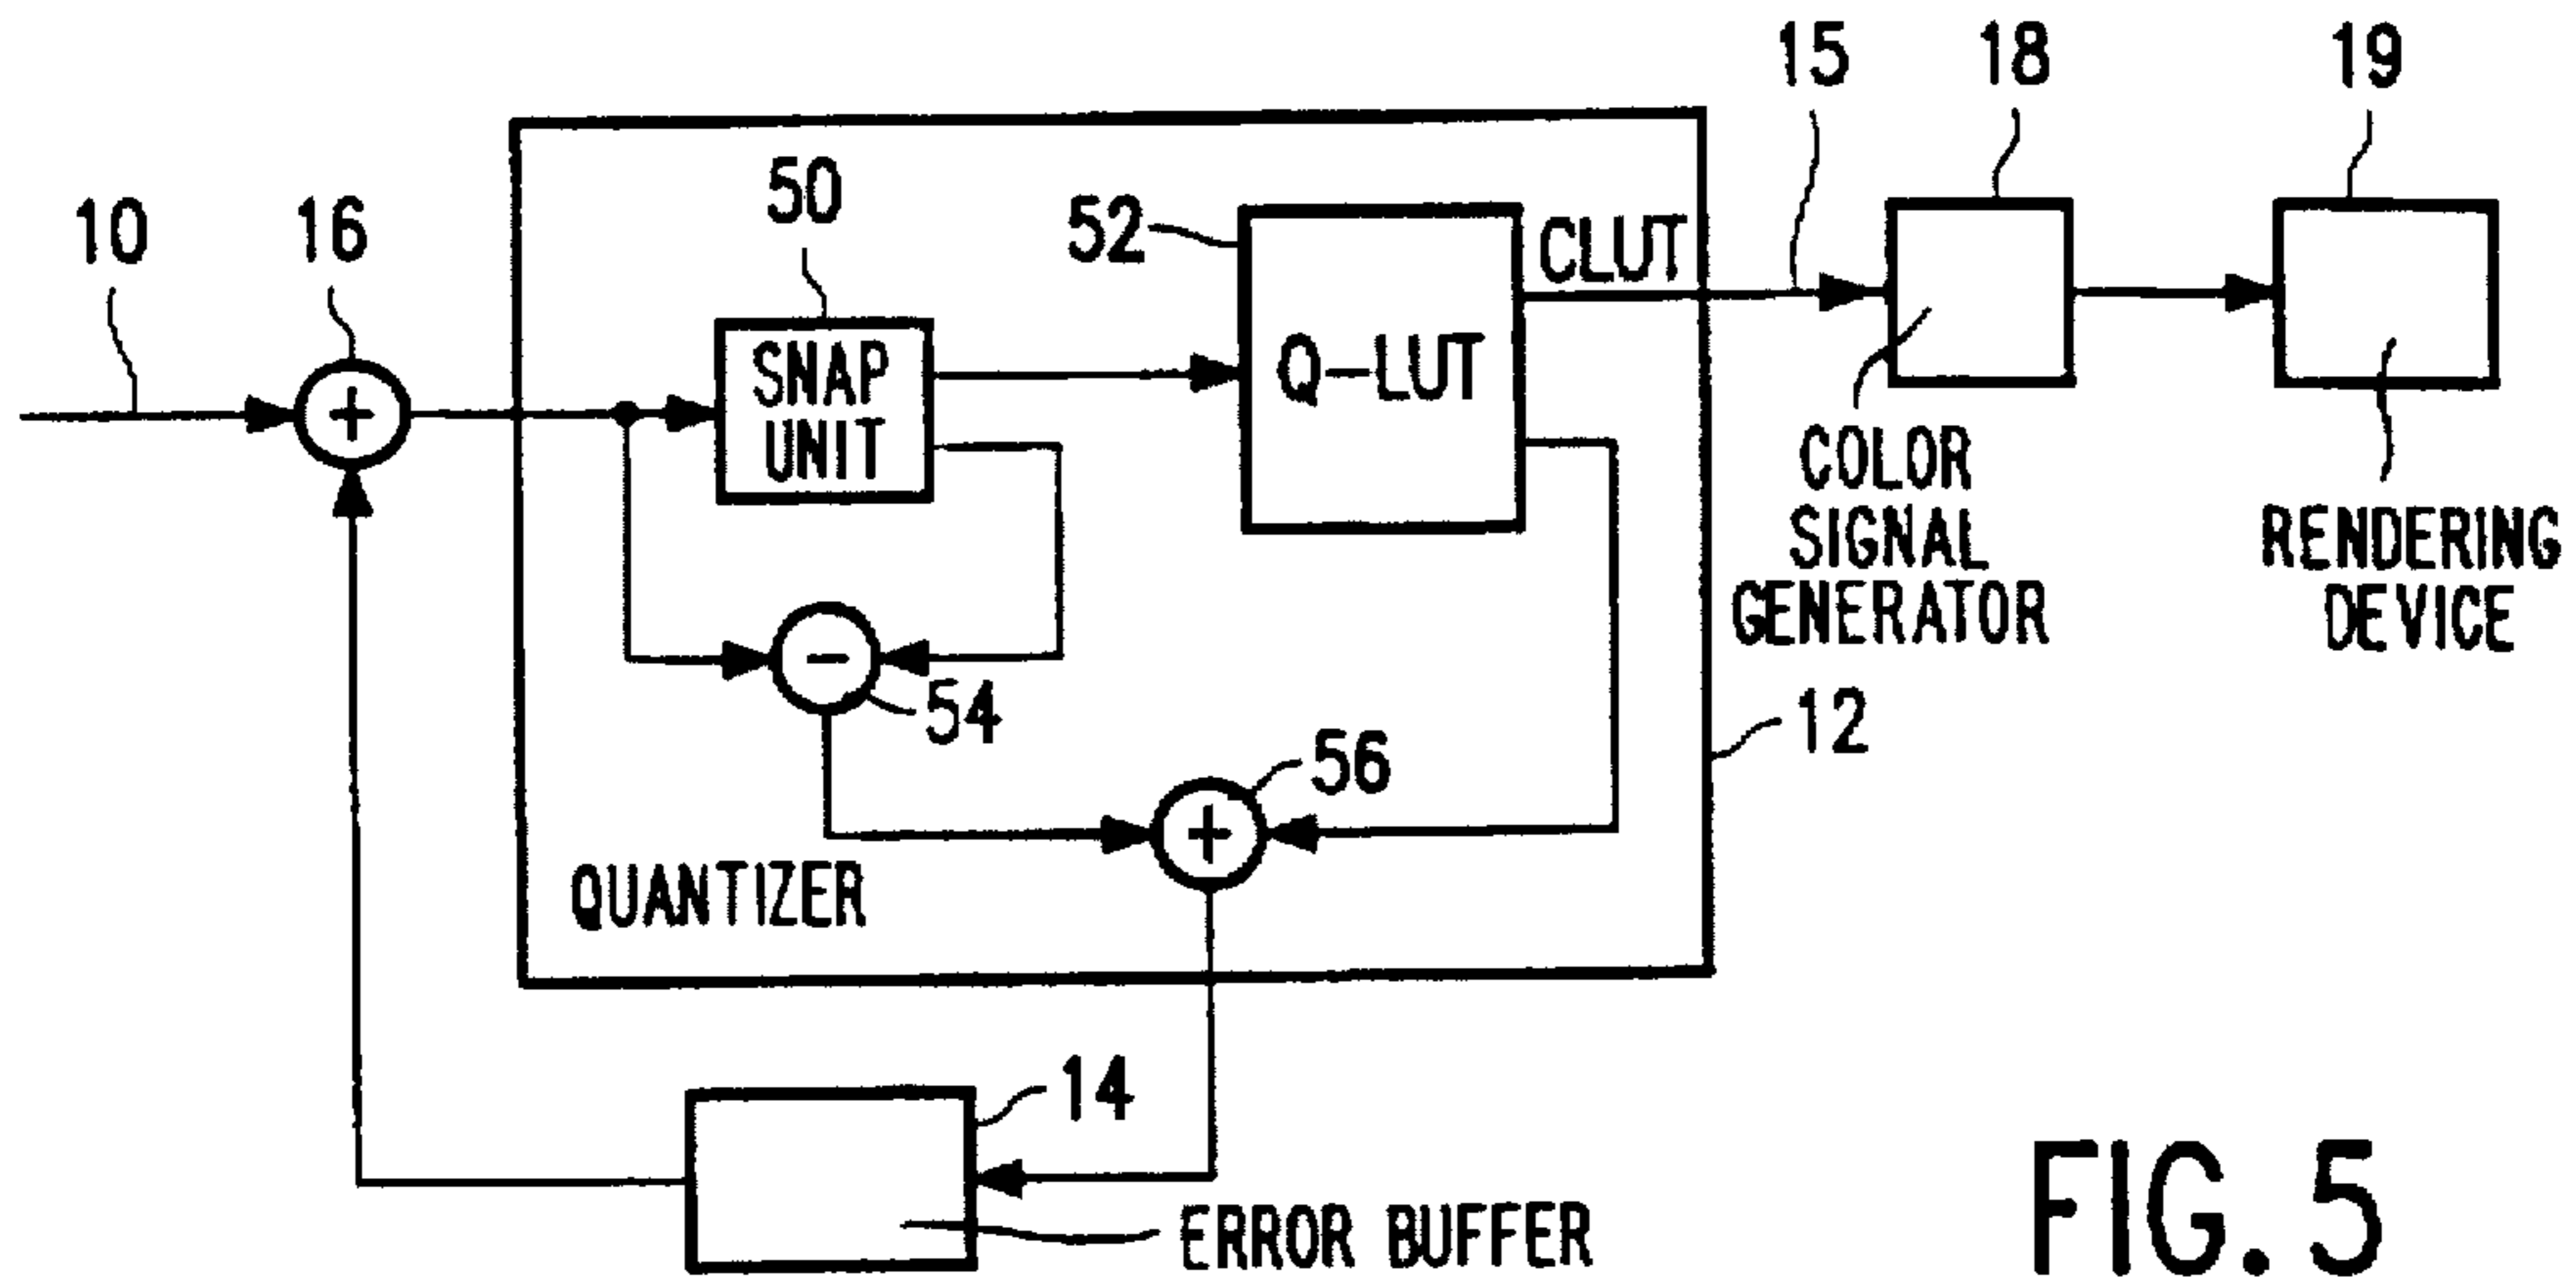 10
16
50
52
CLUT
15
18
19
SNAP
UNIT
Q-LUT
COLOR
SIGNAL
GENERATOR
RENDERING
DEVICE
+
-
54
56
+
12
QUANTIZER
14
ERROR BUFFER
FIG. 5